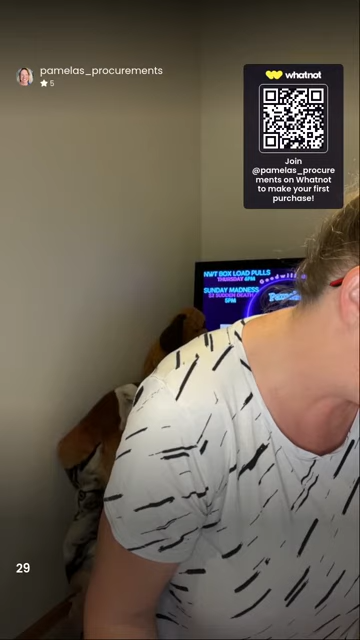 pamelas_procurements
★ 5
whatnot
Join
@pamelas_procure
ments on Whatnot
to make your first
purchase!
NWT BOX LOAD PULLS
THURSDAY 6PM
SUNDAY MADNESS
$2 SUDDEN DEATH
5PM
29